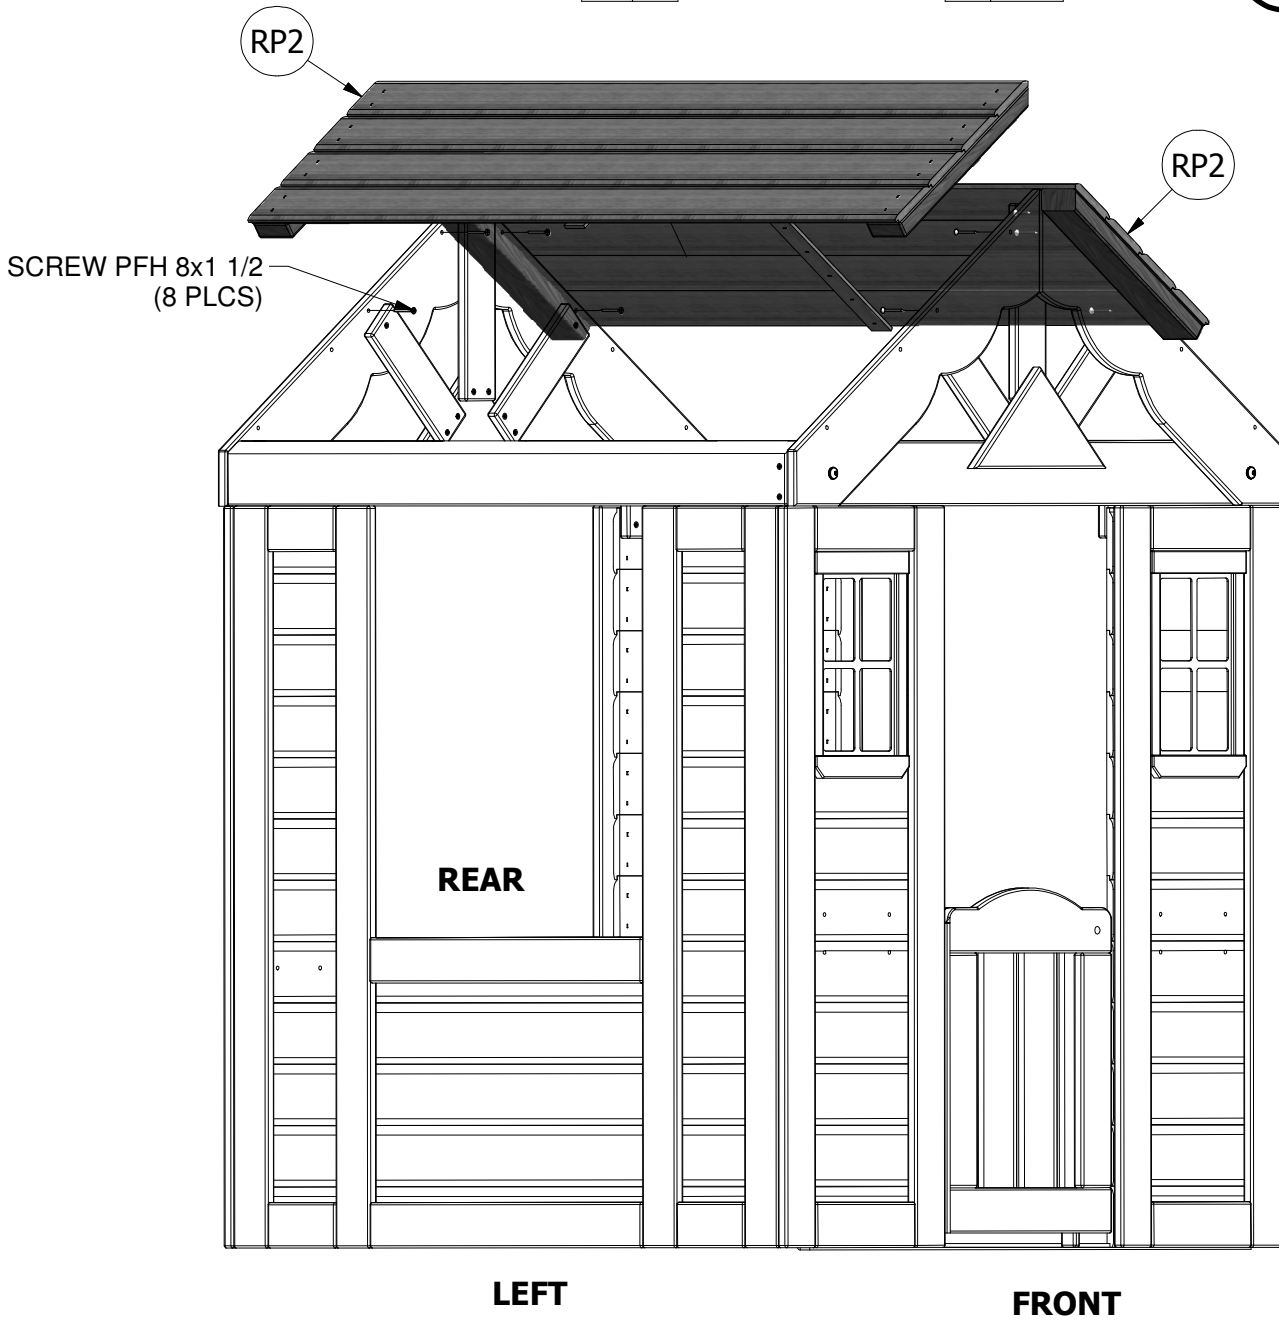 RP2
RP2
SCREW PFH 8x1 1/2
(8 PLCS)
REAR
LEFT
FRONT